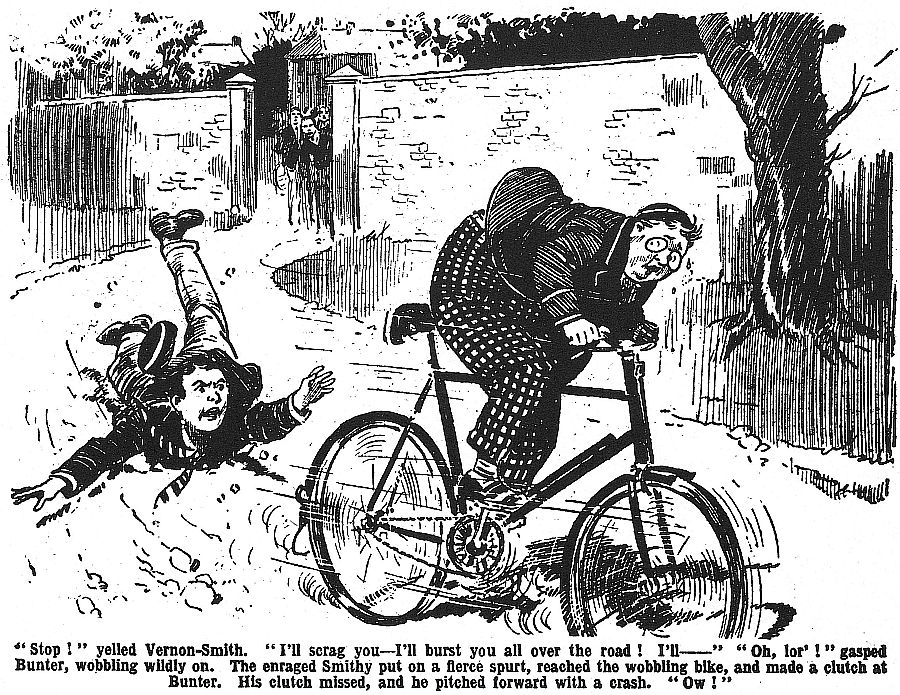 "Stop!" yelled Vernon-Smith. "I'll scrag you—I'll burst you all over the road! I'll——" "Oh, lor'!" gasped
Bunter, wobbling wildly on. The enraged Smithy put on a fierce spurt, reached the wobbling bike, and made a clutch at
Bunter. His clutch missed, and he pitched forward with a crash. "Ow!"